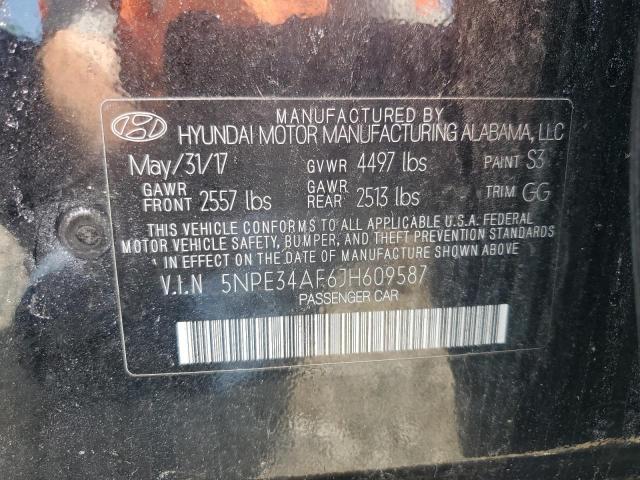 MANUFACTURED BY
HYUNDAI MOTOR MANUFACTURING ALABAMA, LLC
May/31/17 GVWR 4497 lbs PAINT S3
GAWR FRONT 2557 lbs GAWR REAR 2513 lbs TRIM GG
THIS VEHICLE CONFORMS TO ALL APPLICABLE U.S.A. FEDERAL
MOTOR VEHICLE SAFETY, BUMPER, AND THEFT PREVENTION STANDARDS
IN EFFECT ON THE DATE OF MANUFACTURE SHOWN ABOVE.
V.I.N 5NPE34AF6JH609587
PASSENGER CAR